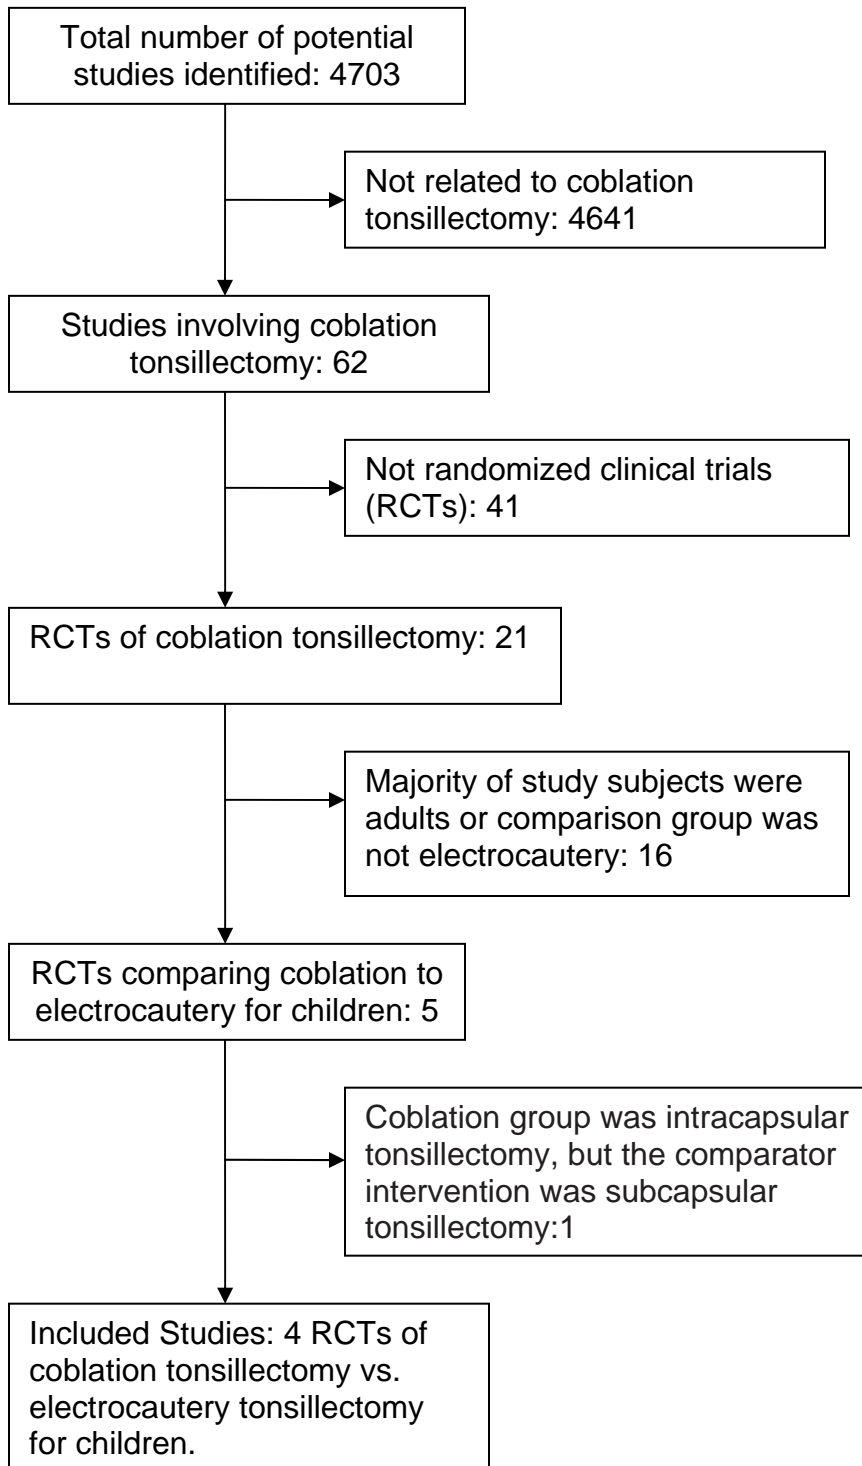 Total number of potential
studies identified: 4703
Not related to coblation
tonsillectomy: 4641
Studies involving coblation
tonsillectomy: 62
Not randomized clinical trials
(RCTs): 41
RCTs of coblation tonsillectomy: 21
Majority of study subjects were
adults or comparison group was
not electrocautery: 16
RCTs comparing coblation to
electrocautery for children: 5
Coblation group was intracapsular
tonsillectomy, but the comparator
intervention was subcapsular
tonsillectomy:1
Included Studies: 4 RCTs of
coblation tonsillectomy vs.
electrocautery tonsillectomy
for children.